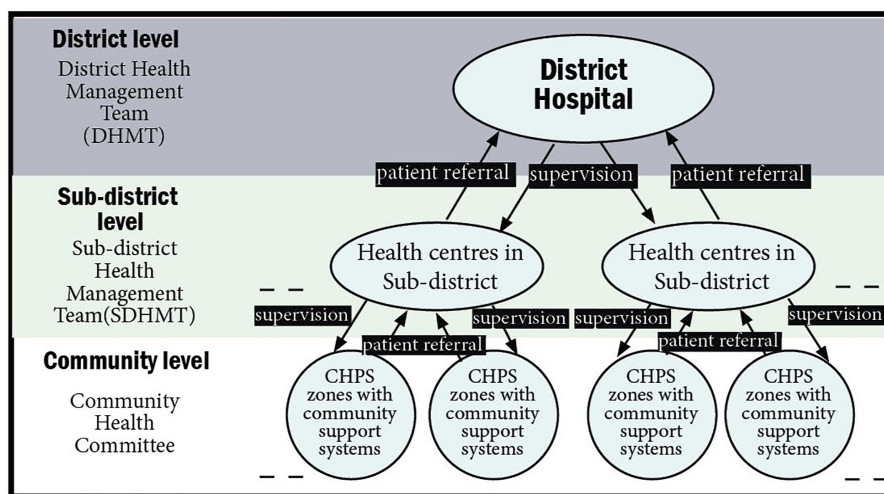 District level
District Health
Management
Team
(DHMT)
District
Hospital
patient referral
supervision
patient referral
Sub-district
level
Sub-district
Health
Management
Team(SDHMT)
Health centres in
Sub-district
Health centres in
Sub-district
supervision
supervision
supervision
supervision
patient referral
patient referral
Community level
Community
Health
Committee
CHPS
zones with
community
support
systems
CHPS
zones with
community
support
systems
CHPS
zones with
community
support
systems
CHPS
zones with
community
support
systems